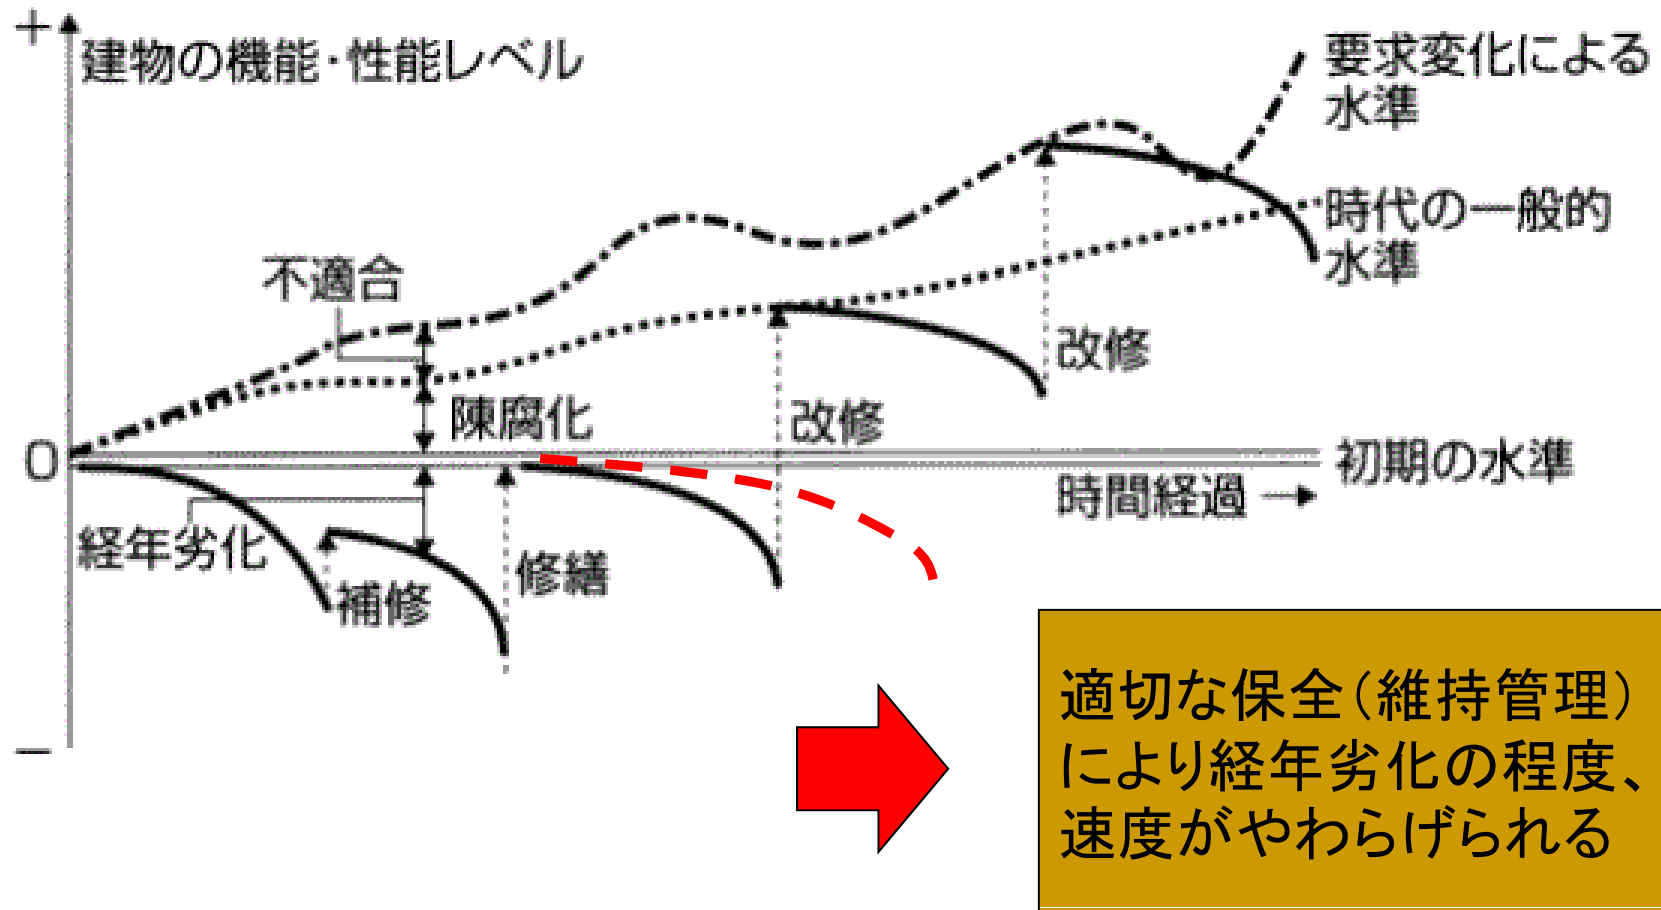 +
建物の機能・性能レベル
要求変化による
水準
時代の一般的
水準
不適合
陳腐化
改修
改修
0
初期の水準
時間経過
経年劣化
補修
修繕
−
適切な保全（維持管理）
により経年劣化の程度、
速度がやわらげられる